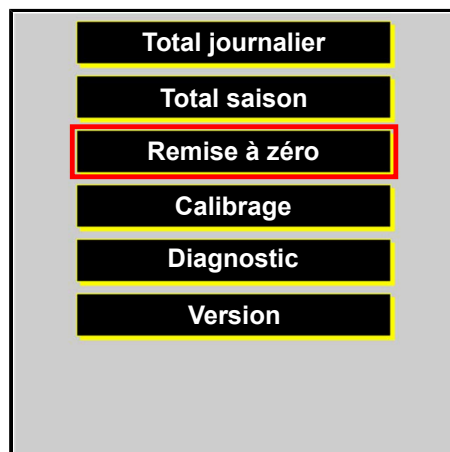 Total journalier
Total saison
Remise à zéro
Calibrage
Diagnostic
Version